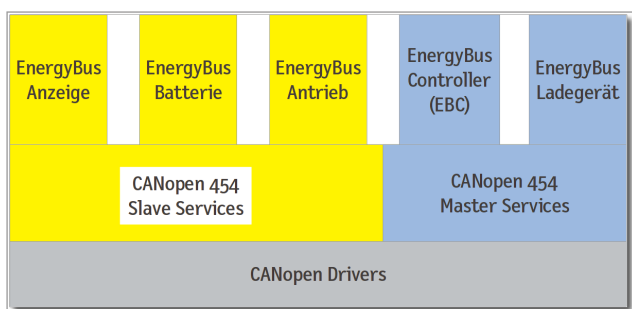 EnergyBus
Anzeige
EnergyBus
Batterie
EnergyBus
Antrieb
EnergyBus
Controller
(EBC)
EnergyBus
Ladegerät
CANopen 454
Slave Services
CANopen 454
Master Services
CANopen Drivers